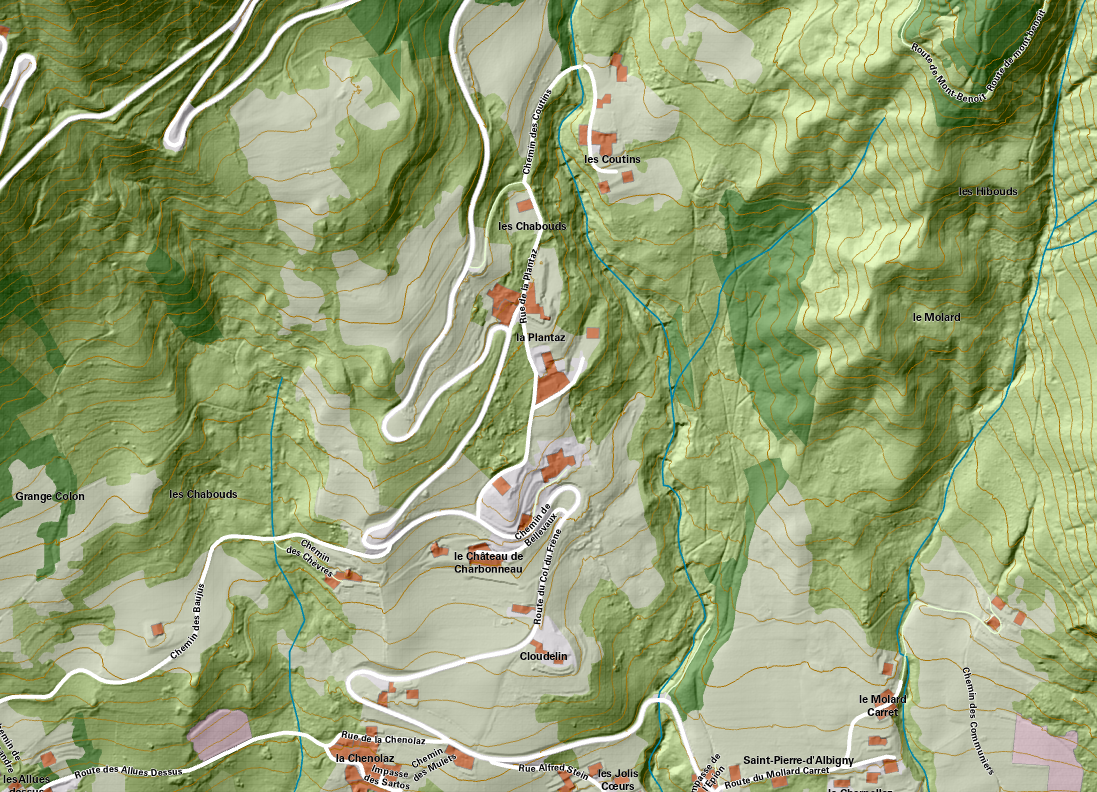 Route de Mont-Benoît
Route de mont-benoit
Chemin des Coutins
les Coutins
les Hibouds
les Chabouds
Rue de la Plantaz
le Molard
la Plantaz
Grange Colon
les Chabouds
Chemin de
Bellevaux
Chemin
des Chèvres
le Château de
Charbonneau
Route du Col du Frêne
Chemin des Baujus
Cloudelin
Chemin des Communiers
le Molard
Carret
Rue de la Chenolaz
la Chenolaz
Chemin
des Mulets
Impasse
des Sartos
Rue Alfred Stein
les Jolis
Cœurs
Saint-Pierre-d'Albigny
Route du Mollard Carret
Route des Allues Dessus
les Allues